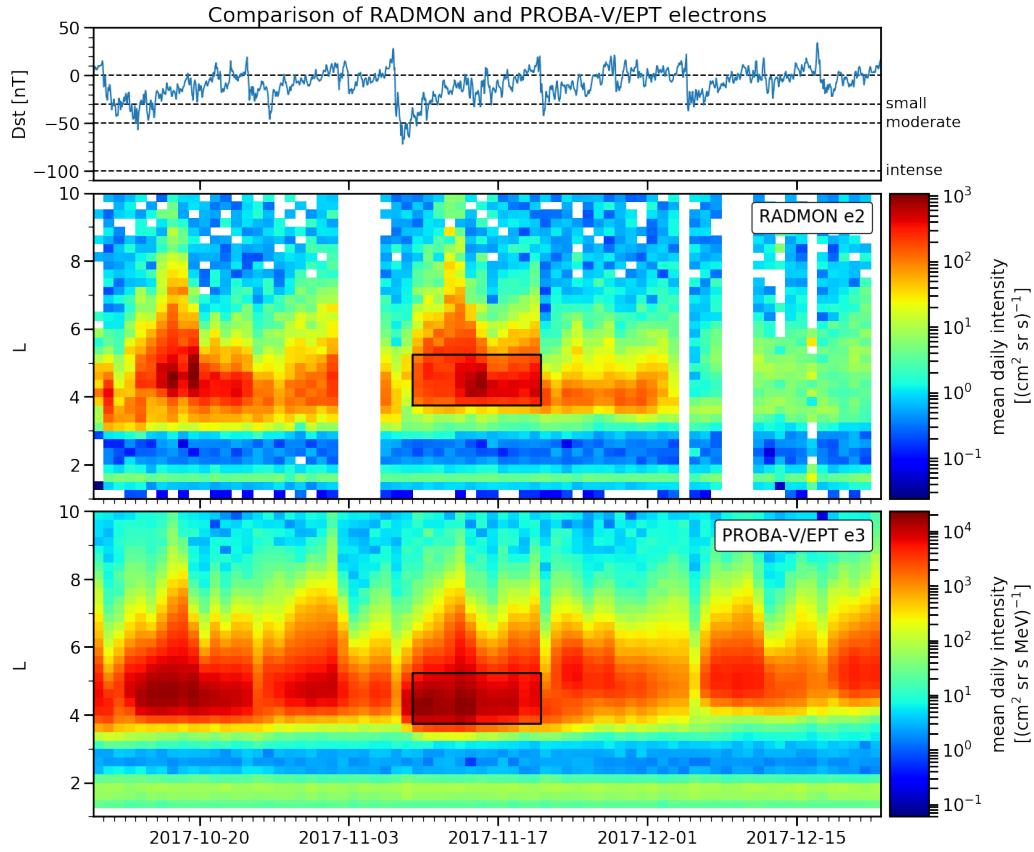 Comparison of RADMON and PROBA-V/EPT electrons
Dst [nT]
50
0
−50
−100
small
moderate
intense
L
10
8
6
4
2
RADMON e2
10³
10²
10¹
10⁰
10⁻¹
mean daily intensity
[(cm² sr s)⁻¹
L
10
8
6
4
2
PROBA-V/EPT e3
10⁴
10³
10²
10¹
10⁰
10⁻¹
mean daily intensity
[(cm² sr s MeV)⁻¹]
2017-10-20
2017-11-03
2017-11-17
2017-12-01
2017-12-15